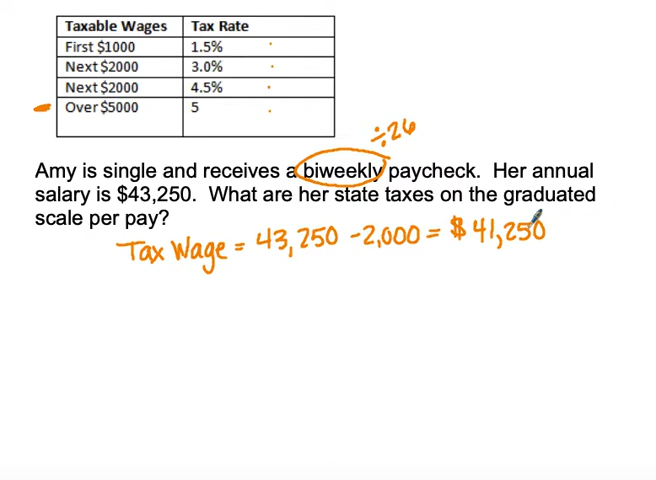 Taxable Wages Tax Rate
First $1000 1.5%
Next $2000 3.0%
Next $2000 4.5%
Over $5000 5
÷26
Amy is single and receives a biweekly paycheck. Her annual
salary is $43,250. What are her state taxes on the graduated
scale per pay?
Tax Wage = 43,250 - 2,000 = $ 41,250